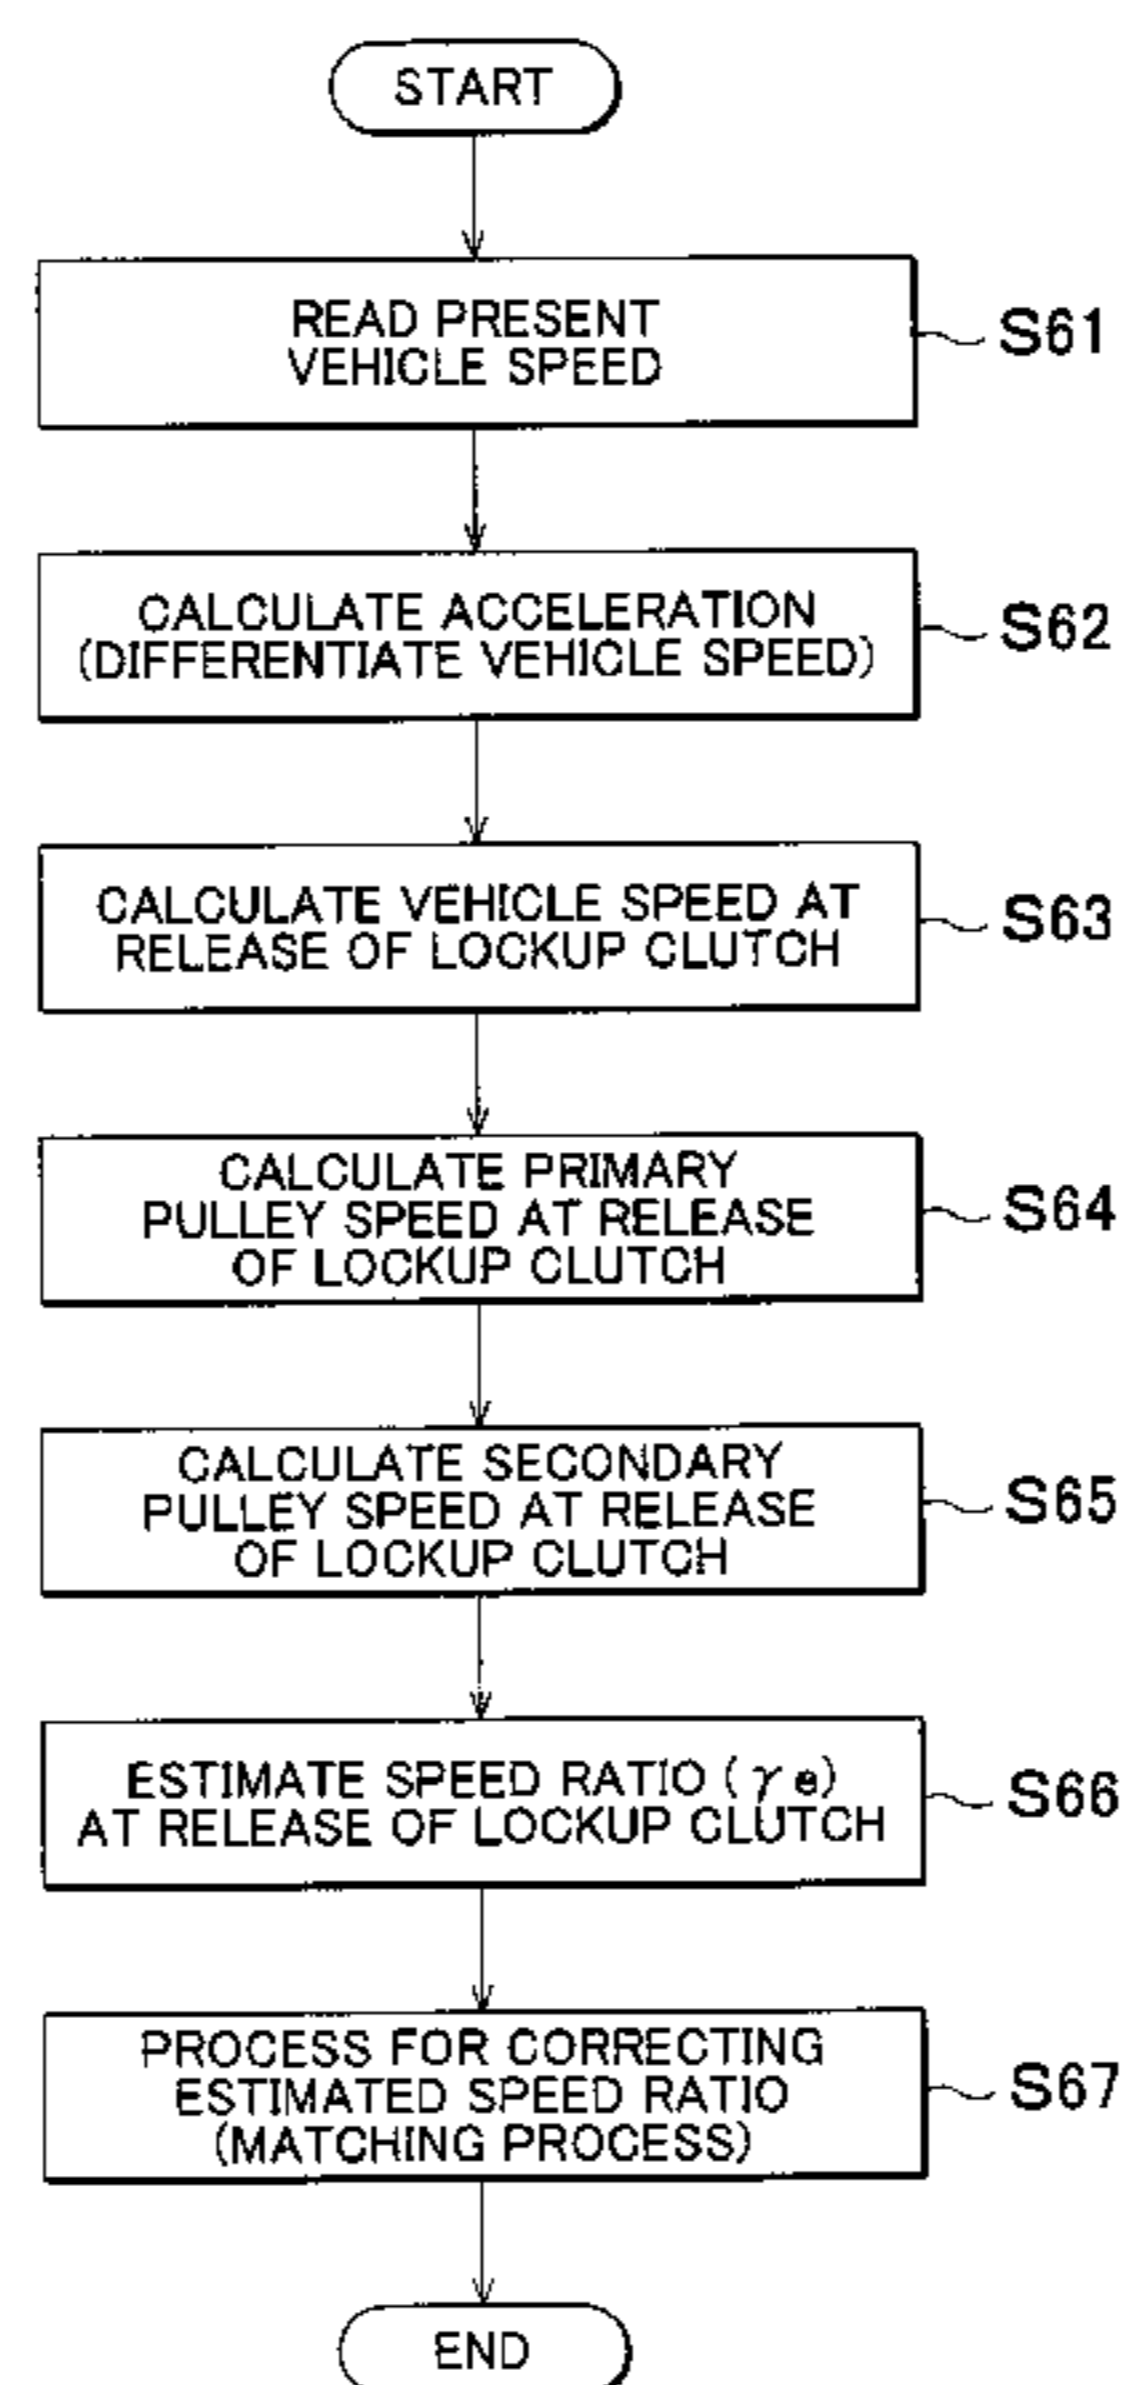 START
READ PRESENT
VEHICLE SPEED
S61
CALCULATE ACCELERATION
(DIFFERENTIATE VEHICLE SPEED)
S62
CALCULATE VEHICLE SPEED AT
RELEASE OF LOCKUP CLUTCH
S63
CALCULATE PRIMARY
PULLEY SPEED AT RELEASE
OF LOCKUP CLUTCH
S64
CALCULATE SECONDARY
PULLEY SPEED AT RELEASE
OF LOCKUP CLUTCH
S65
ESTIMATE SPEED RATIO (γe)
AT RELEASE OF LOCKUP CLUTCH
S66
PROCESS FOR CORRECTING
ESTIMATED SPEED RATIO
(MATCHING PROCESS)
S67
END